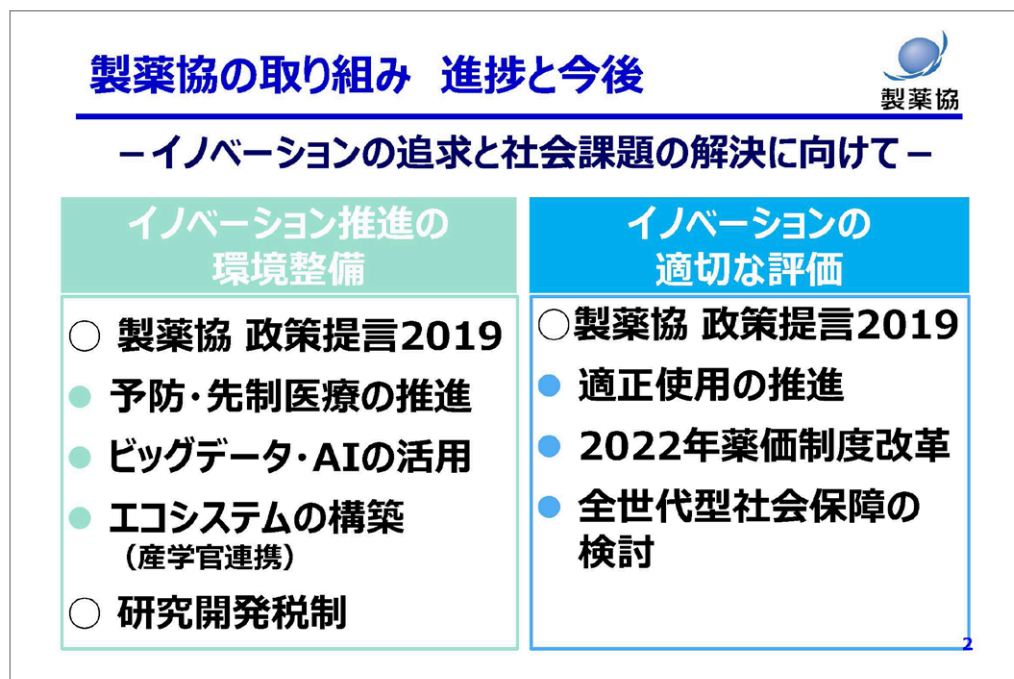 製薬協の取り組み 進捗と今後
製薬協
－イノベーションの追求と社会課題の解決に向けて－
イノベーション推進の
環境整備
○ 製薬協 政策提言2019
● 予防・先制医療の推進
● ビッグデータ・AIの活用
● エコシステムの構築
（産学官連携）
○ 研究開発税制
イノベーションの
適切な評価
○製薬協 政策提言2019
● 適正使用の推進
● 2022年薬価制度改革
● 全世代型社会保障の
検討
2